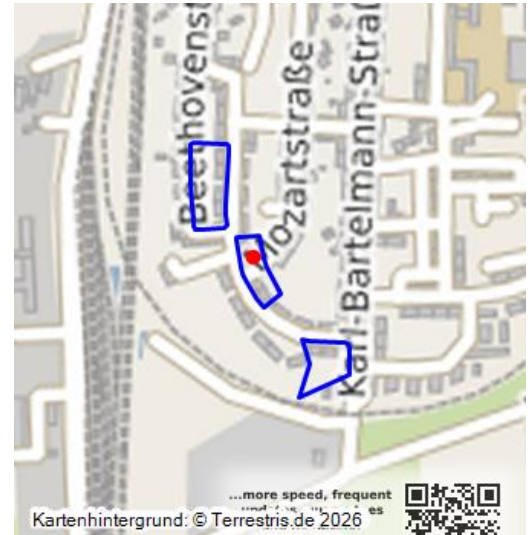 Beethovenst
Mozartstraße
Karl-Bartelmann-Straß
...more speed, frequent
Kartenhintergrund: © Terrestris.de 2026